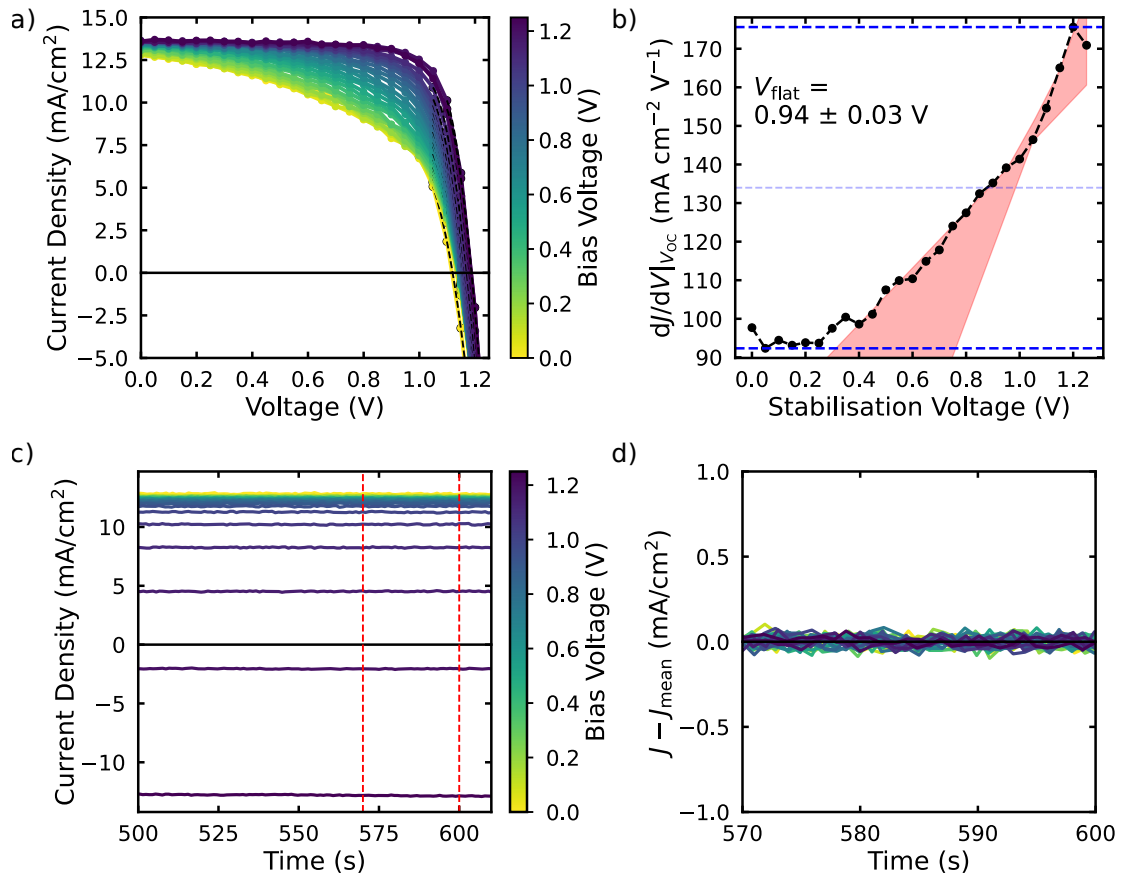 a)
15.0
12.5
10.0
7.5
5.0
2.5
0.0
−2.5
−5.0
Current Density (mA/cm²)
0.0 0.2 0.4 0.6 0.8 1.0 1.2
Voltage (V)
1.2
1.0
0.8
0.6
0.4
0.2
0.0
Bias Voltage (V)
b)
170
160
150
140
130
120
110
100
90
dJ/dV|VOC (mA cm⁻² V⁻¹)
Vflat =
0.94 ± 0.03 V
0.0 0.2 0.4 0.6 0.8 1.0 1.2
Stabilisation Voltage (V)
c)
10
5
0
−5
−10
Current Density (mA/cm²)
500 525 550 575 600
Time (s)
1.2
1.0
0.8
0.6
0.4
0.2
0.0
Bias Voltage (V)
d)
1.0
0.5
0.0
−0.5
−1.0
J − Jmean (mA/cm²)
570 580 590 600
Time (s)